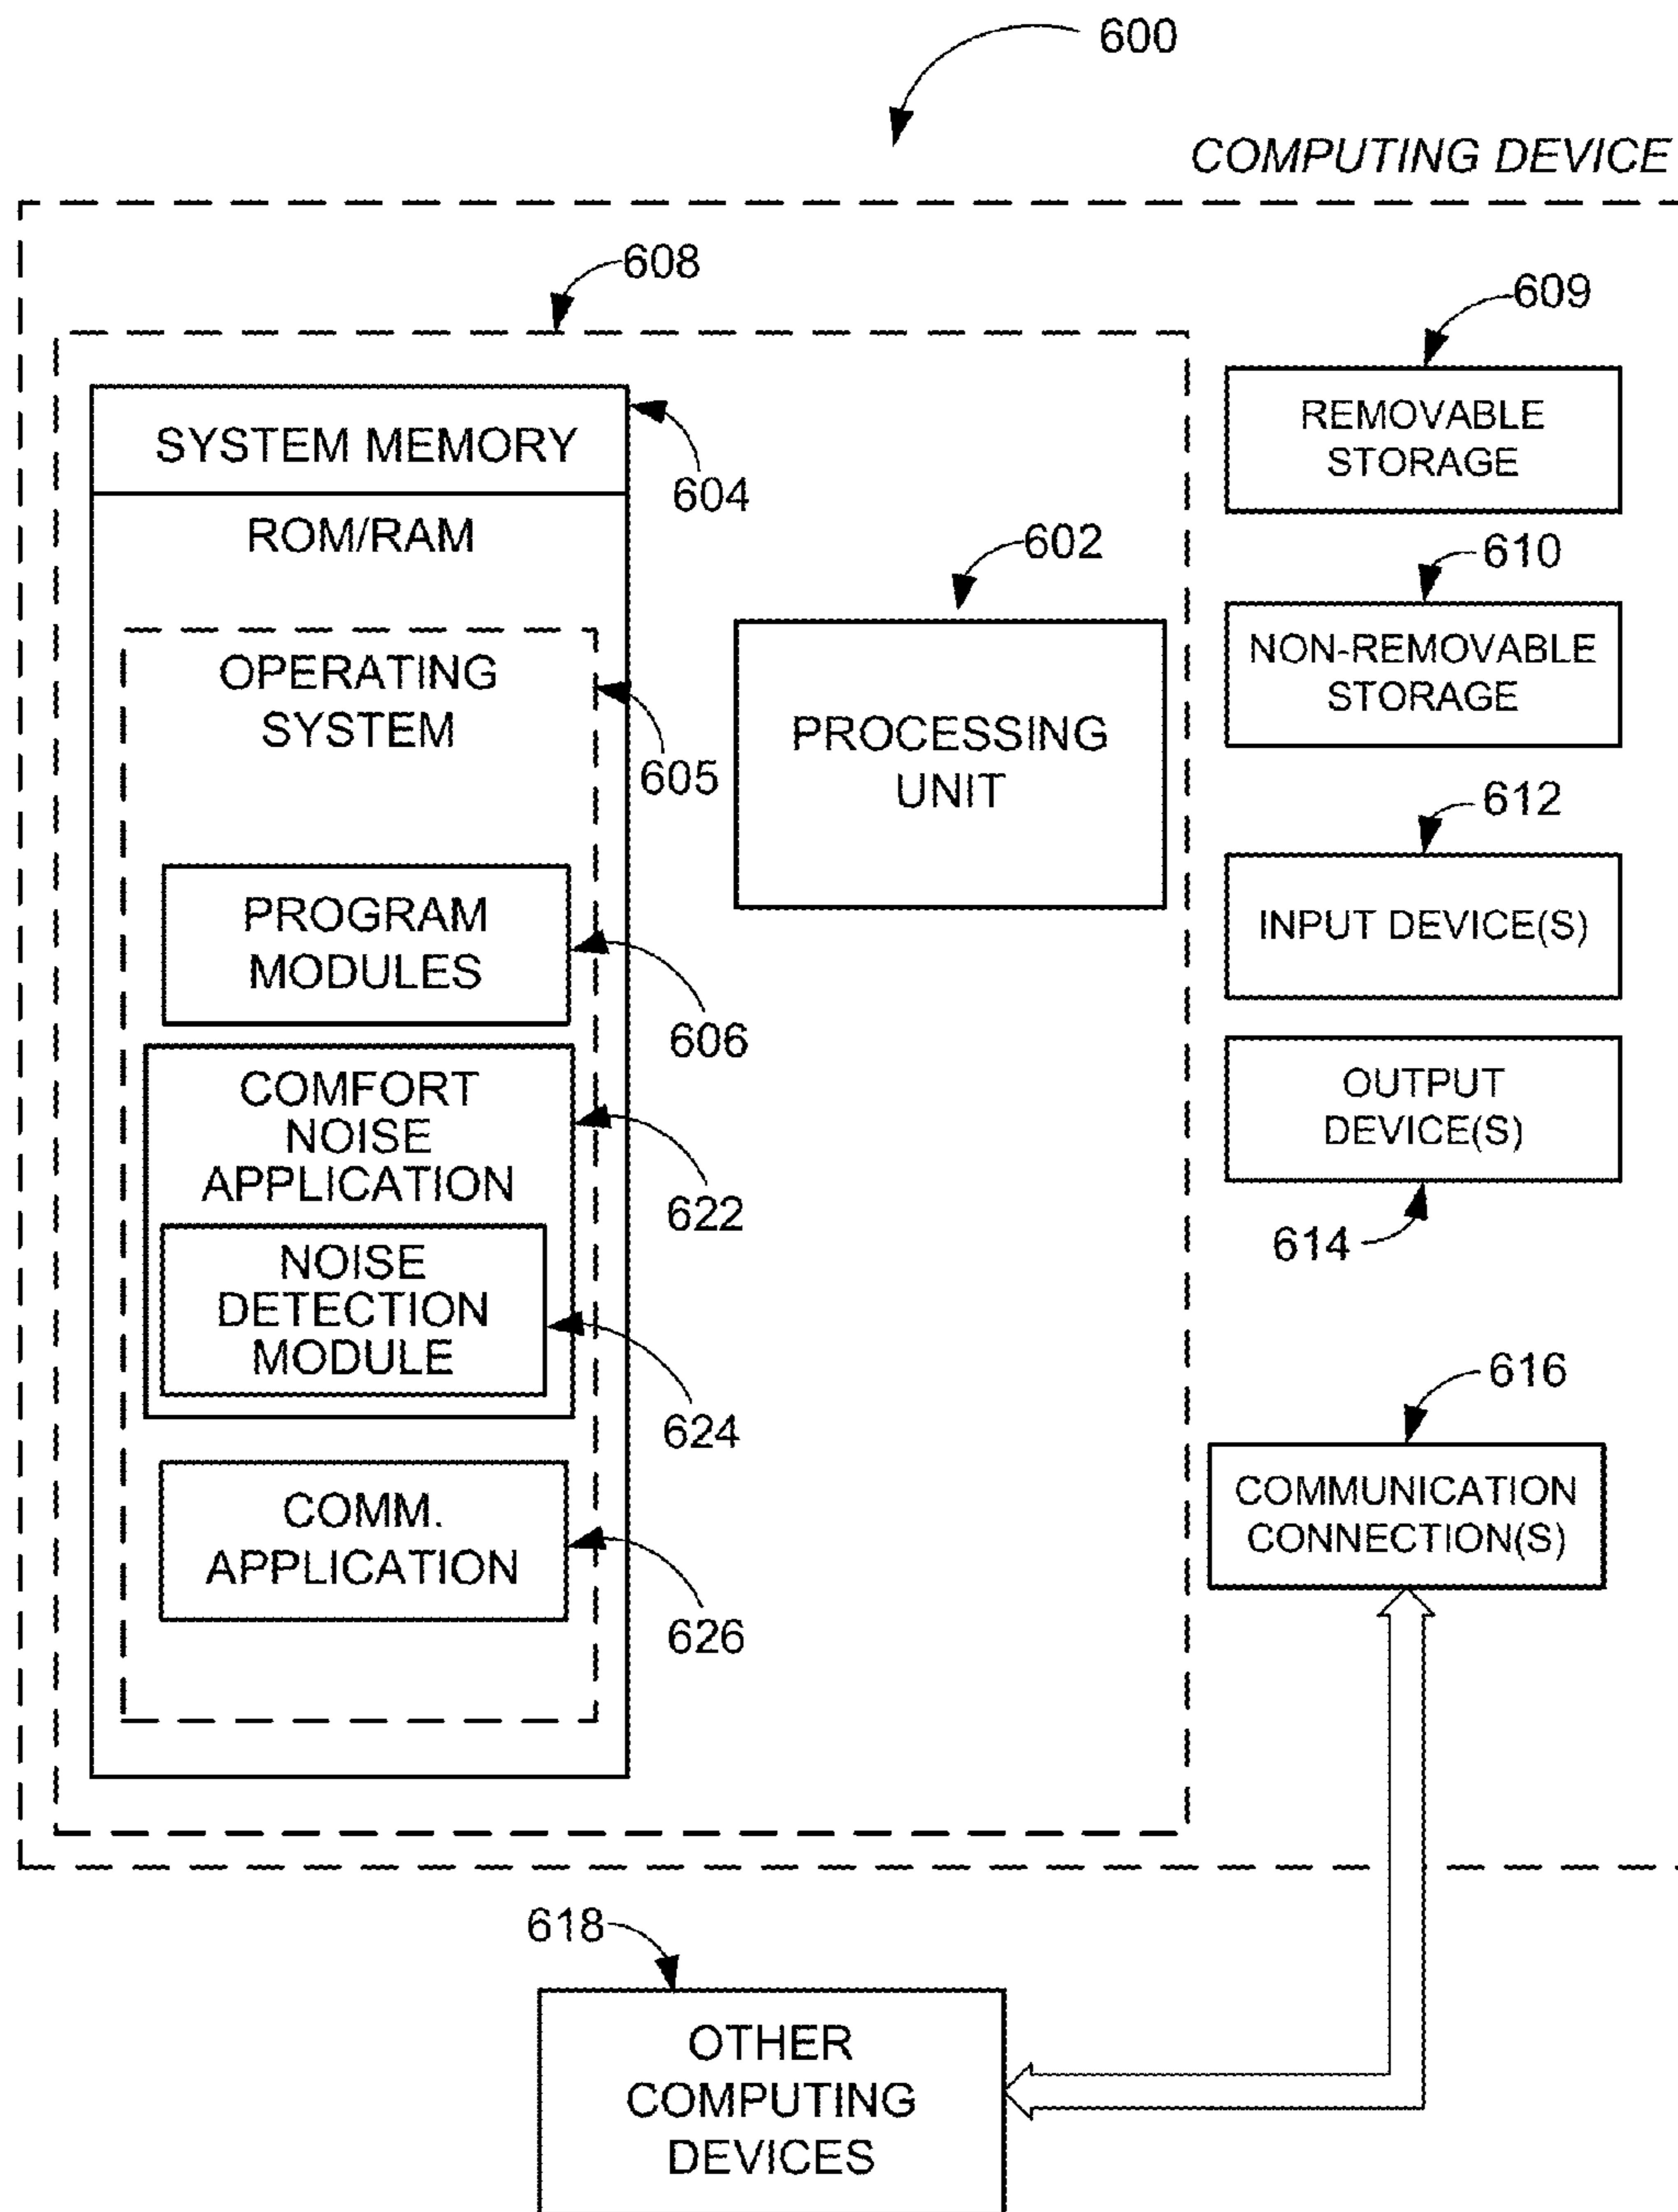 600
COMPUTING DEVICE
608
609
REMOVABLE
STORAGE
SYSTEM MEMORY
604
ROM/RAM
602
610
NON-REMOVABLE
STORAGE
OPERATING
SYSTEM
605
PROCESSING
UNIT
612
INPUT DEVICE(S)
PROGRAM
MODULES
606
OUTPUT
DEVICE(S)
614
COMFORT
NOISE
APPLICATION
622
NOISE
DETECTION
MODULE
624
616
COMMUNICATION
CONNECTION(S)
COMM.
APPLICATION
626
618
OTHER
COMPUTING
DEVICES